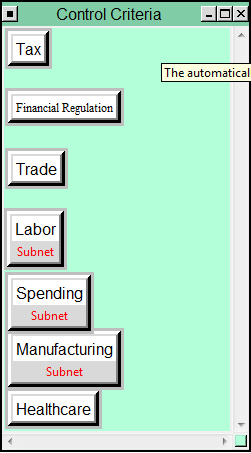 Control Criteria
Tax
The automatical
Financial Regulation
Trade
Labor
Subnet
Spending
Subnet
Manufacturing
Subnet
Healthcare